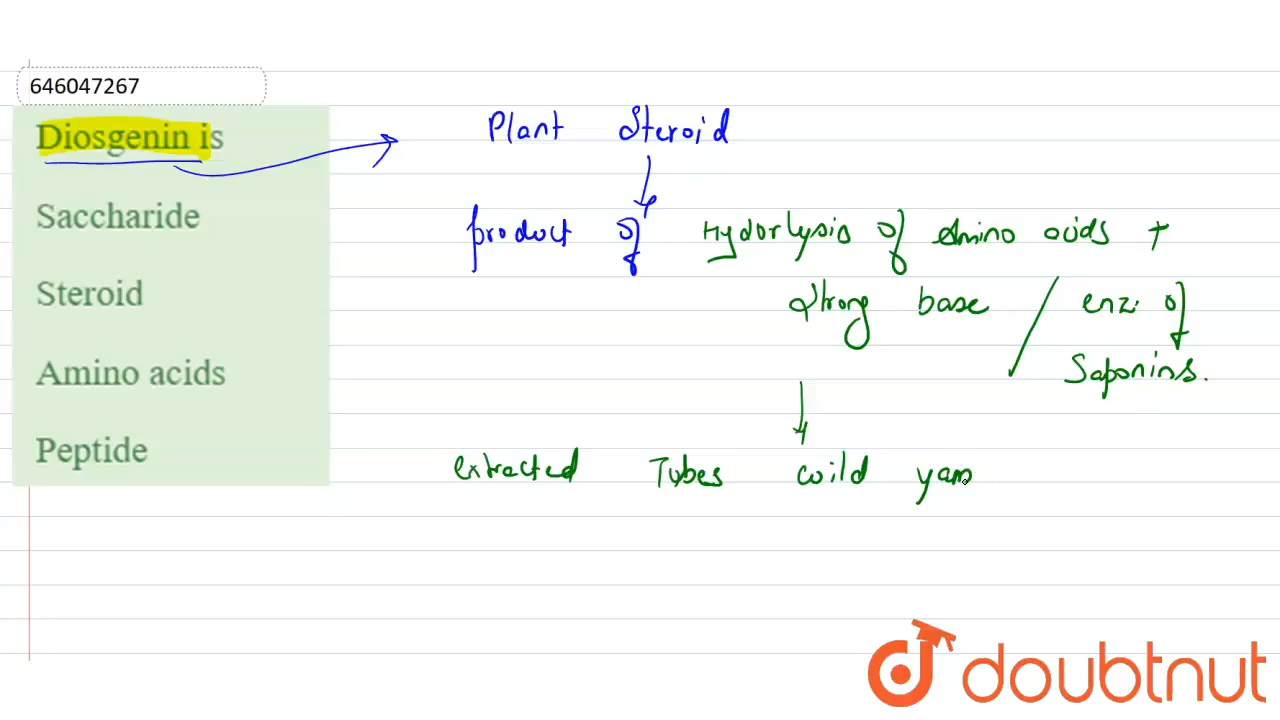 646047267
Diosgenin is
Saccharide
Steroid
Amino acids
Peptide
Plant Steroid
product of Hydorlysis of Amino acids +
Strong base / enz. of
Saponins.
extracted Tubes wild yam
doubtnut